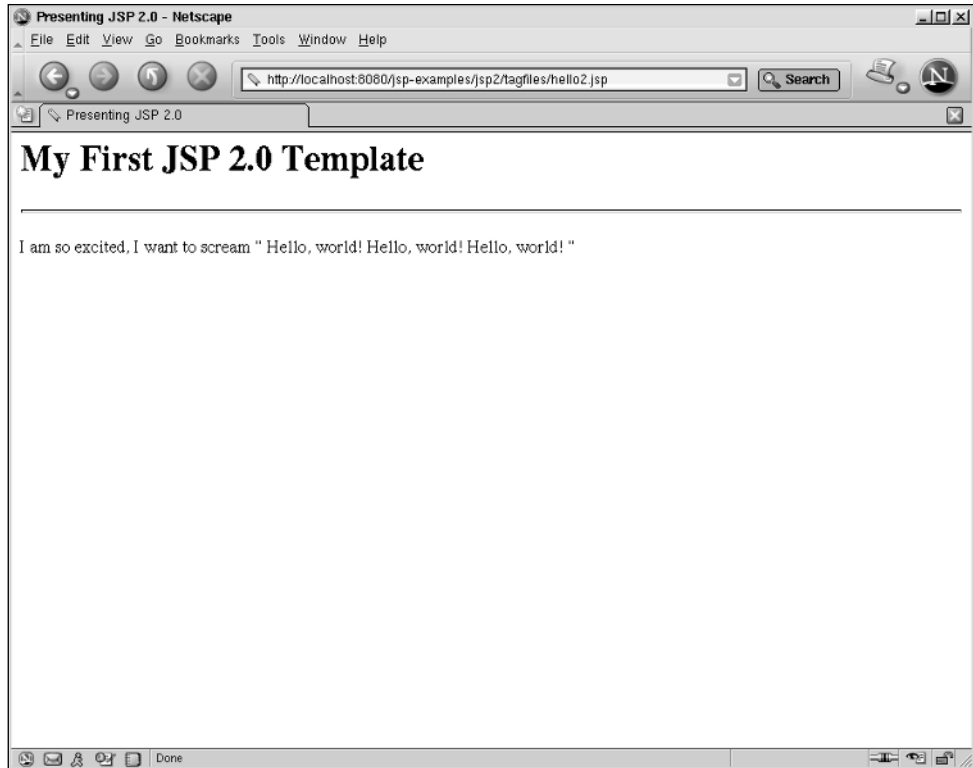 Presenting JSP 2.0 - Netscape
File Edit View Go Bookmarks Tools Window Help
http://localhost:8080/jsp-examples/jsp2/tagfiles/hello2.jsp Search N
Presenting JSP 2.0
My First JSP 2.0 Template
I am so excited, I want to scream " Hello, world! Hello, world! Hello, world! "
Done